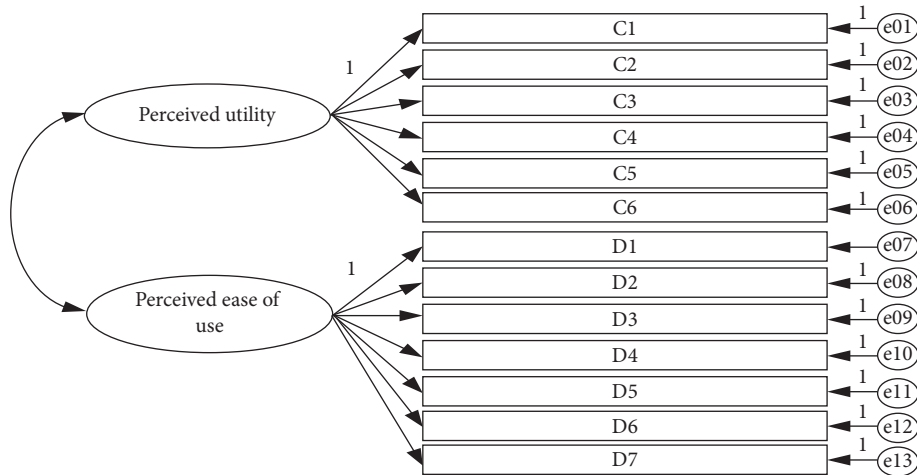 C1
1
e01
C2
1
e02
1
Perceived utility
C3
1
e03
C4
1
e04
C5
1
e05
C6
1
e06
D1
e07
1
D2
1
e08
Perceived ease of
use
D3
1
e09
D4
1
e10
D5
1
e11
D6
1
e12
D7
1
e13